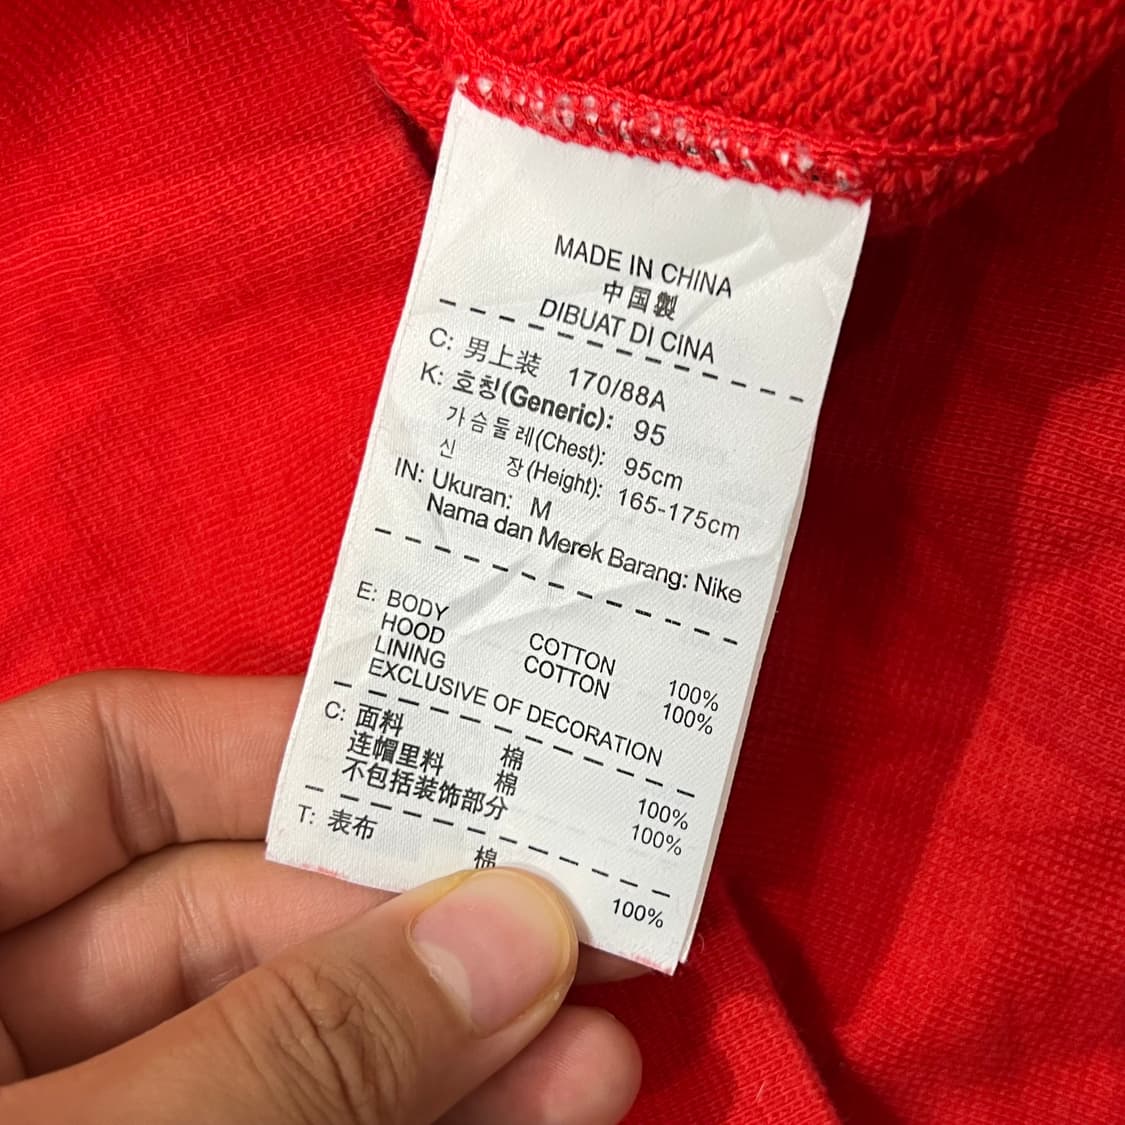 MADE IN CHINA
中国製
DIBUAT DI CINA
C: 男上装 170/88A
K: 호칭(Generic): 95
가슴둘레(Chest): 95cm
신 장(Height): 165-175cm
IN: Ukuran: M
Nama dan Merek Barang: Nike
E: BODY COTTON 100%
HOOD LINING COTTON 100%
EXCLUSIVE OF DECORATION
C: 面料 棉 100%
连帽里料 棉 100%
不包括装饰部分
T: 表布 棉 100%